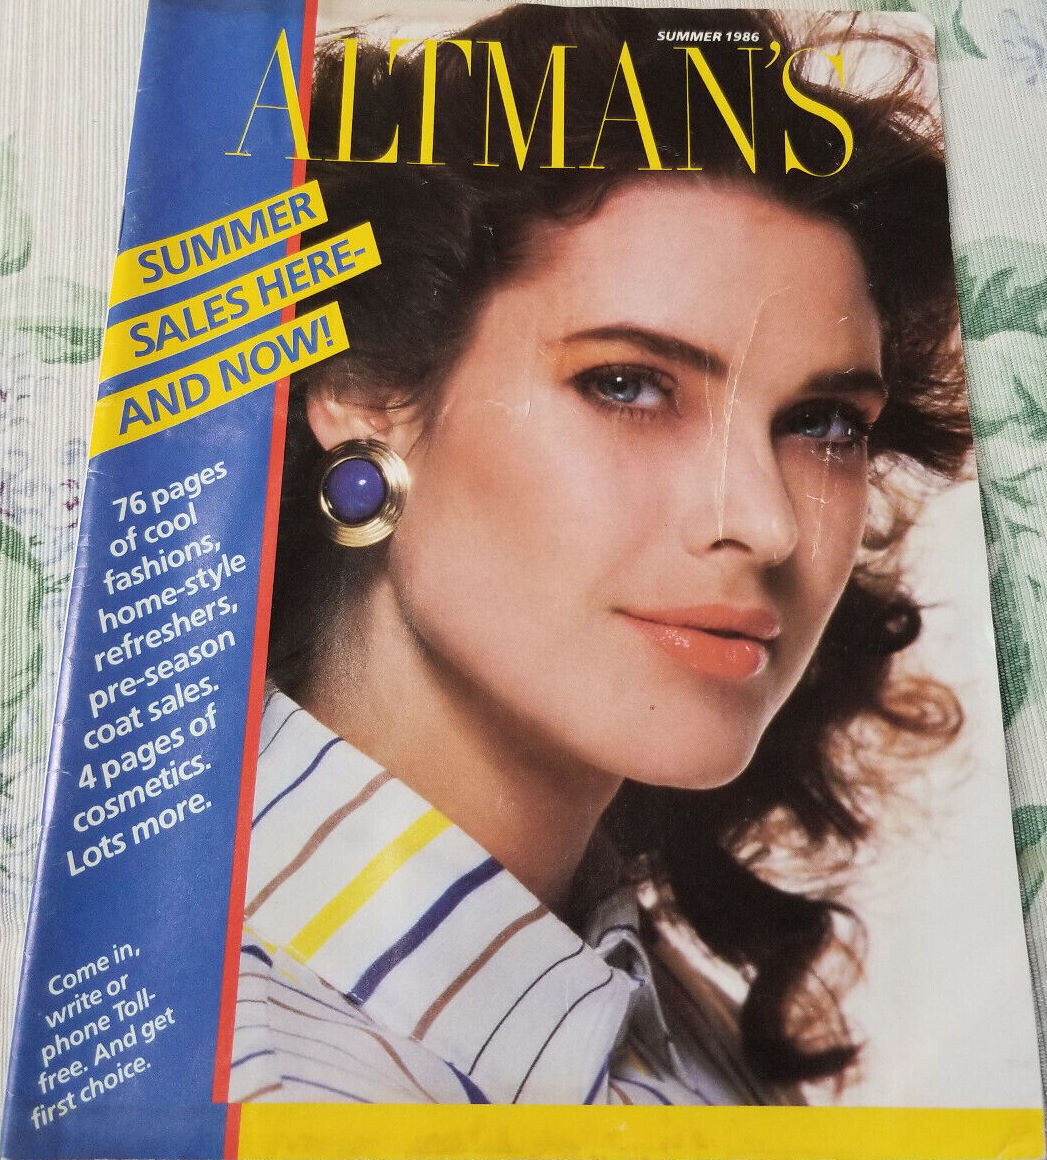 SUMMER 1986
ALTMAN'S
SUMMER
SALES HERE-
AND NOW!
76 pages
of cool
fashions,
home-style
refreshers,
pre-season
coat sales.
4 pages of
cosmetics.
Lots more.
Come in,
write or
phone Toll-
free. And get
first choice.